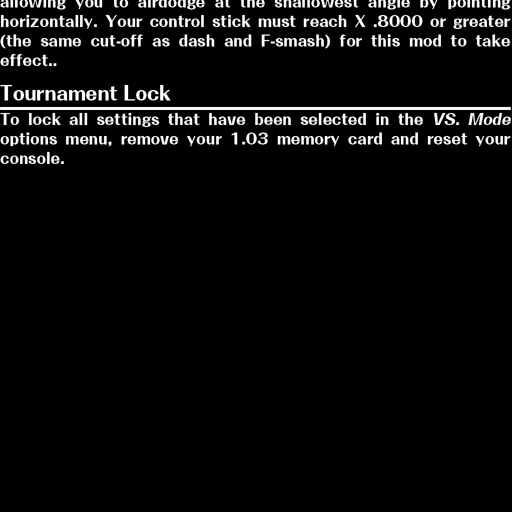 allowing you to airdodge at the shallowest angle by pointing
horizontally. Your control stick must reach X .8000 or greater
(the same cut-off as dash and F-smash) for this mod to take
effect..
Tournament Lock
To lock all settings that have been selected in the VS. Mode
options menu, remove your 1.03 memory card and reset your
console.